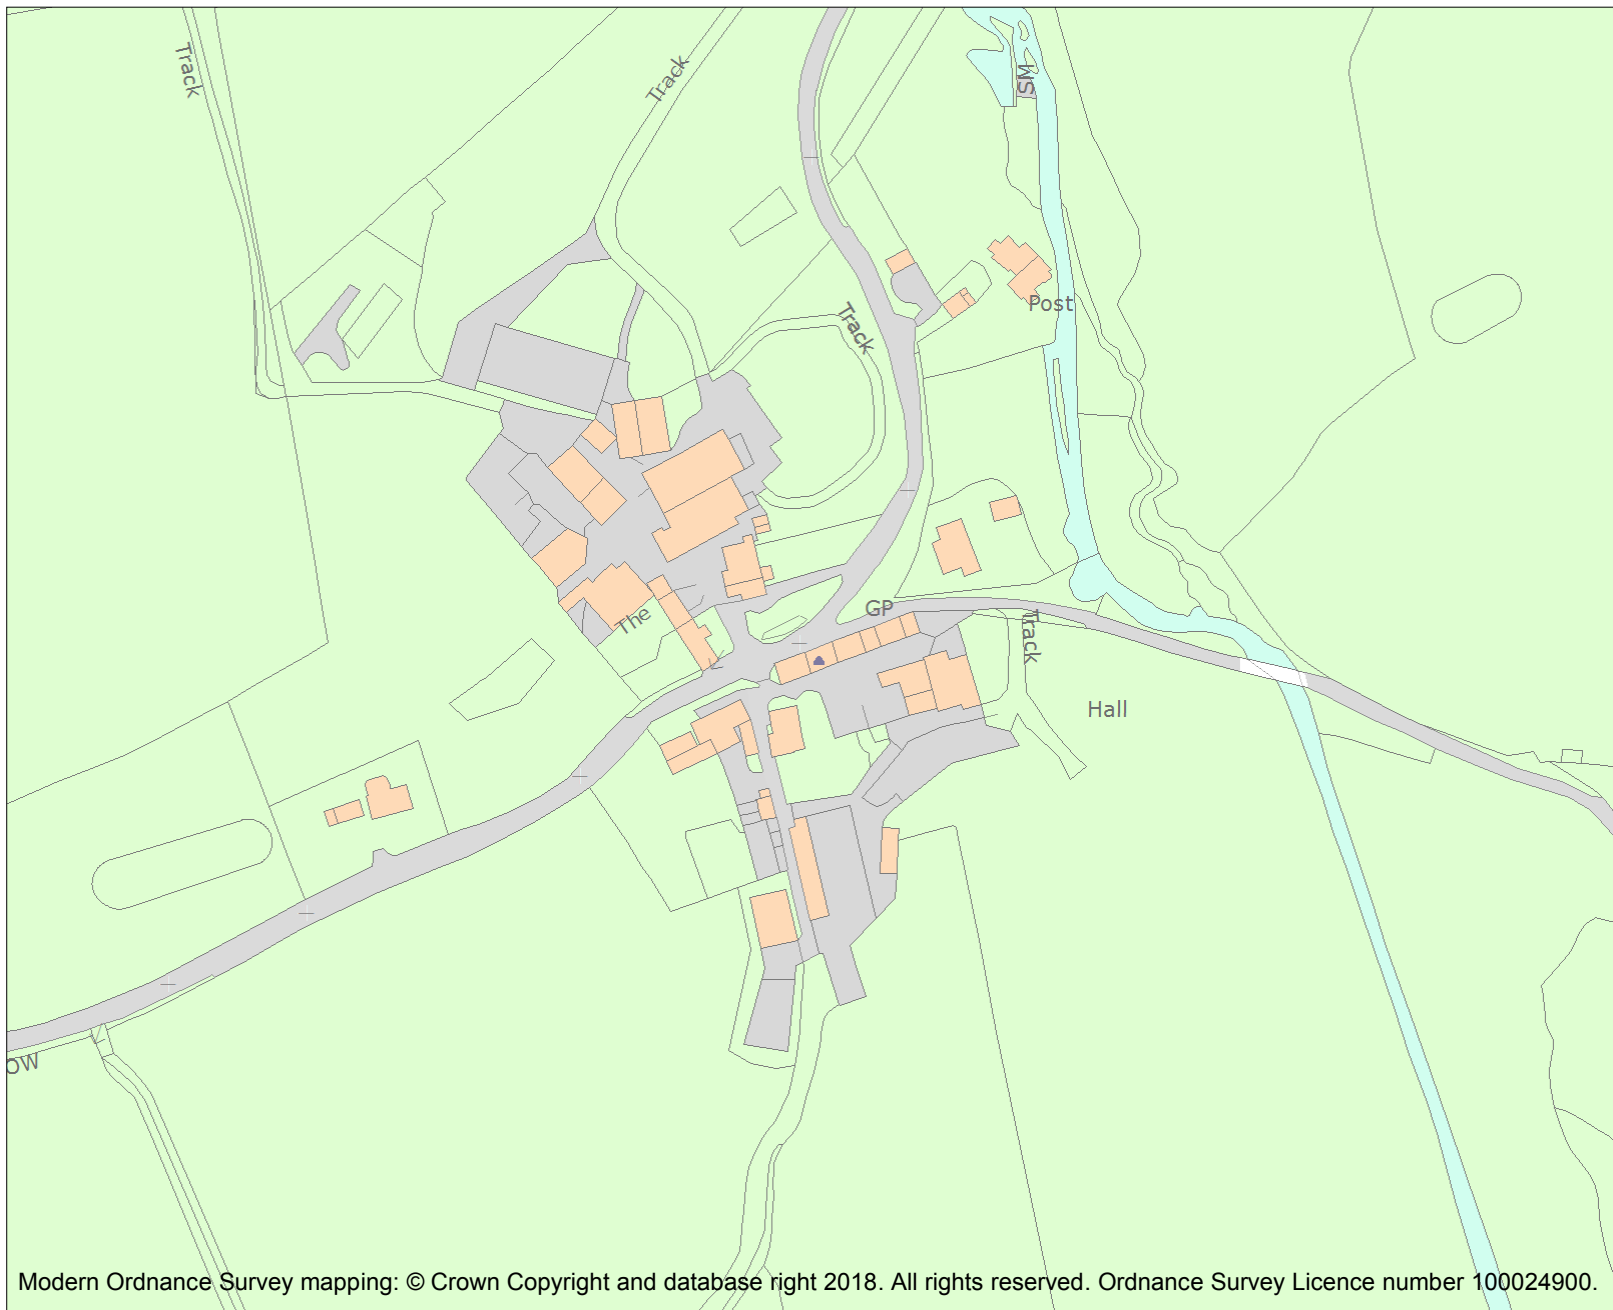 Track
Track
SM
Post
Track
GP
The
Track
Hall
OW
Modern Ordnance Survey mapping: © Crown Copyright and database right 2018. All rights reserved. Ordnance Survey Licence number 100024900.